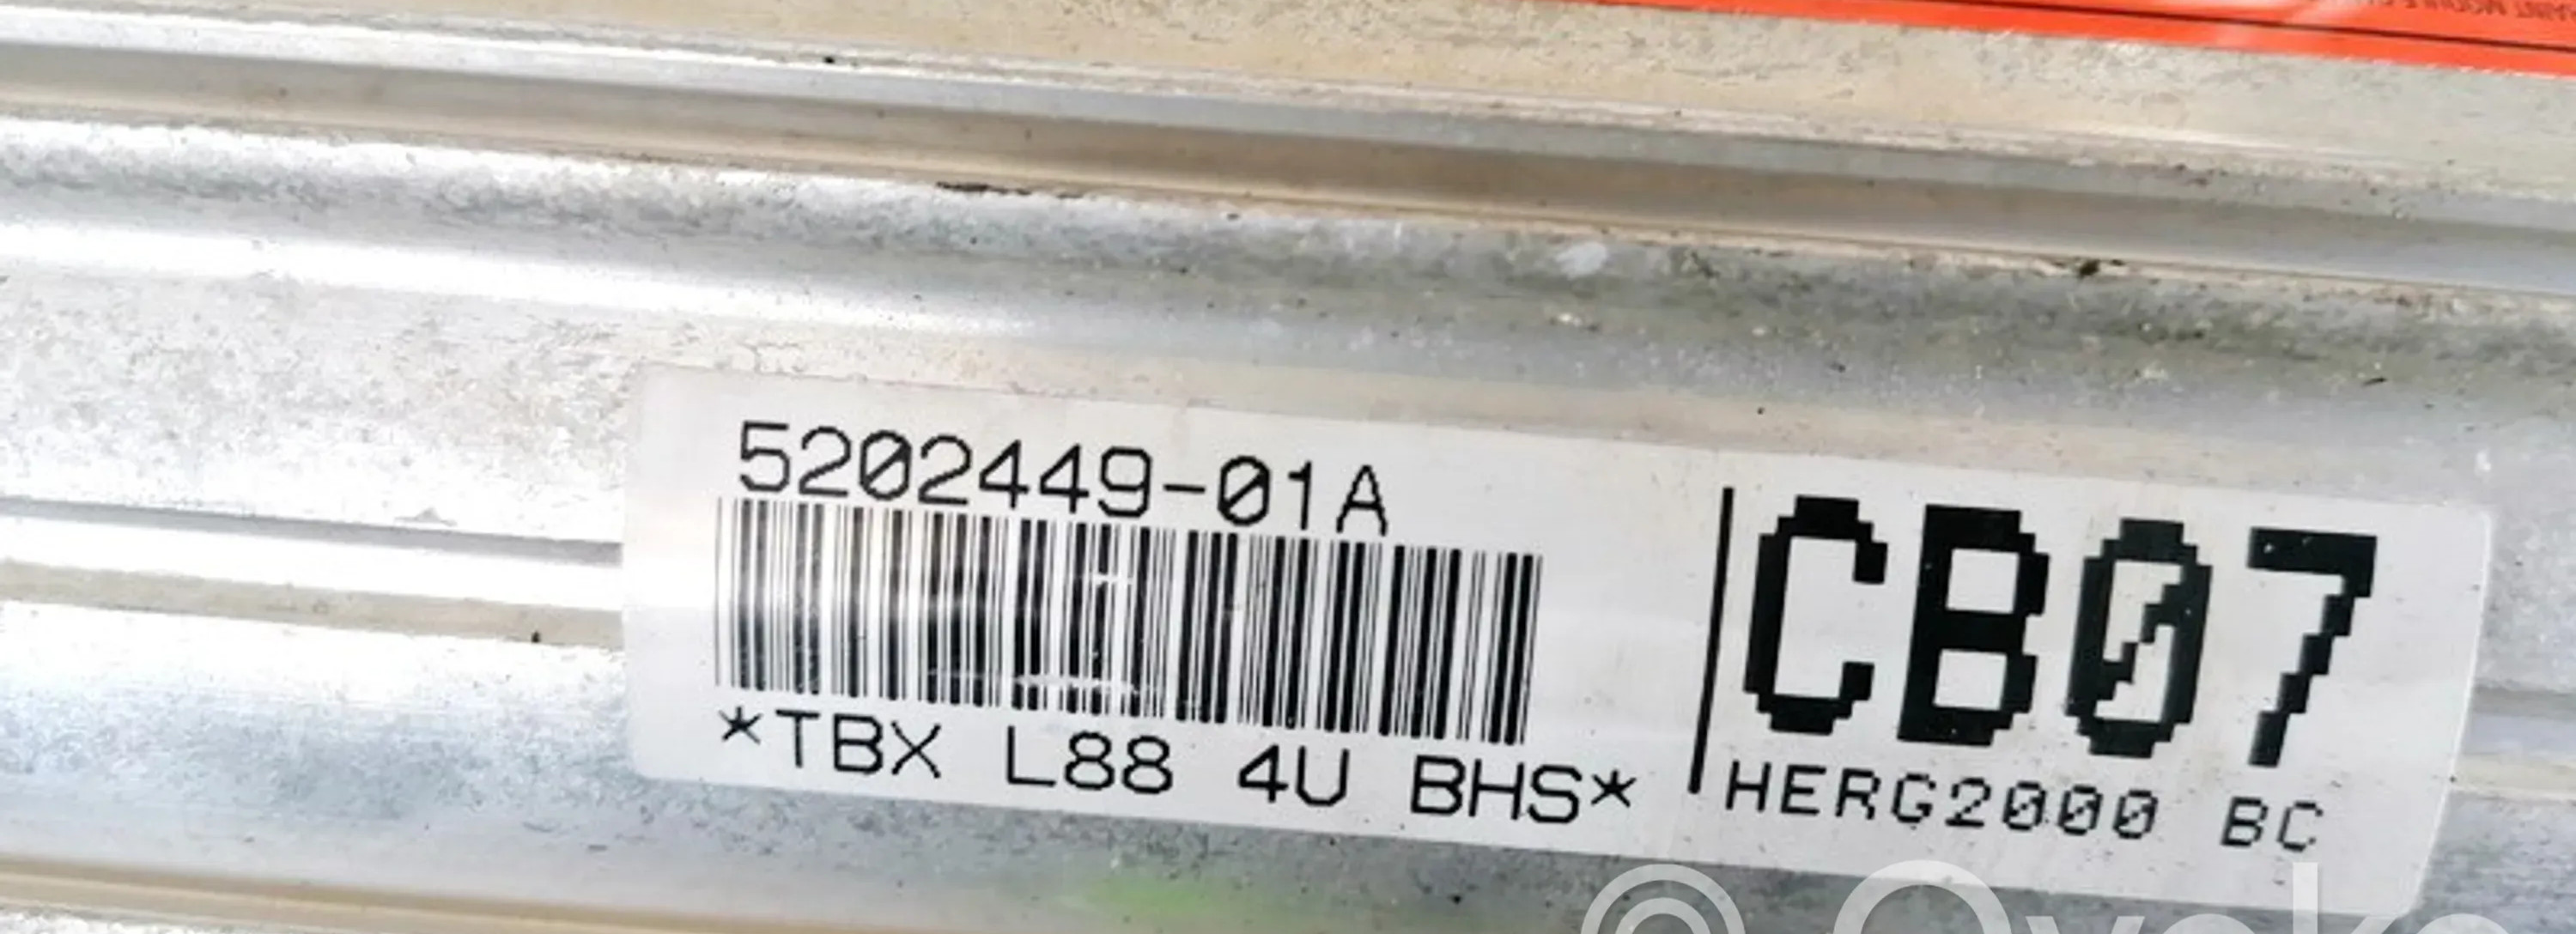 5202449-01A
*TBX L88 4U BHS*
CB07
HERG2000 BC